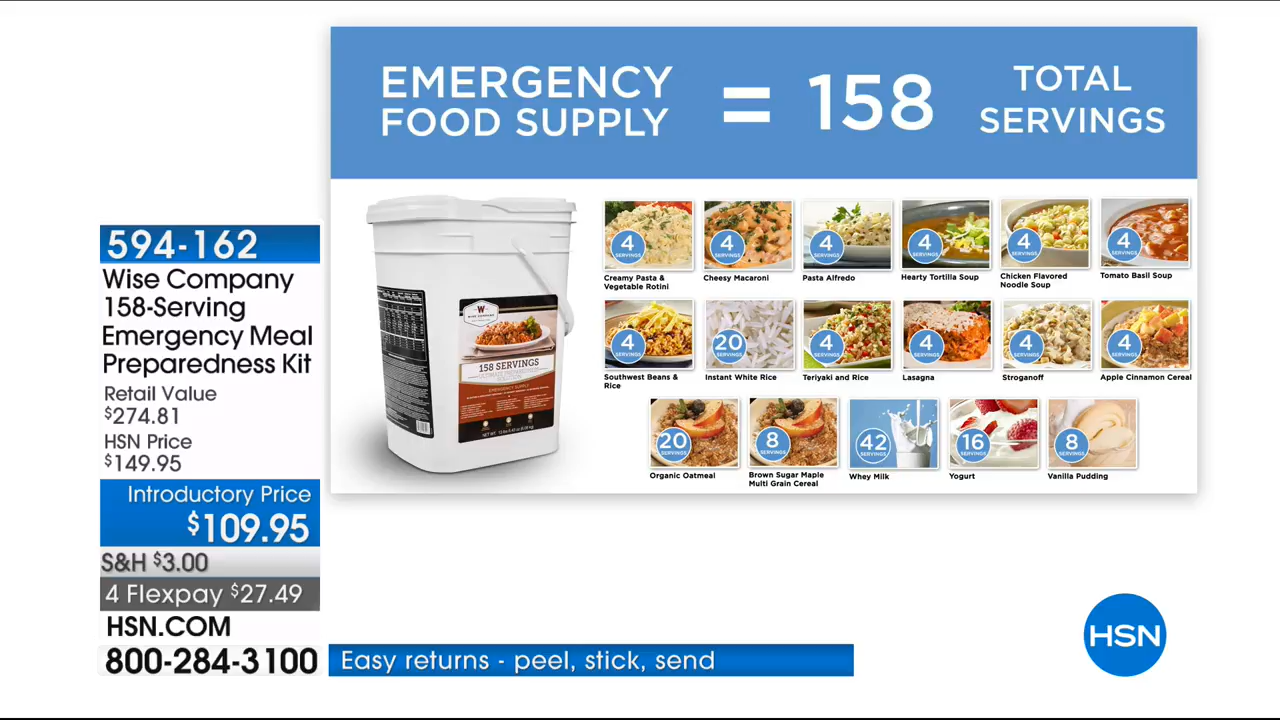 EMERGENCY
FOOD SUPPLY
=
158
TOTAL
SERVINGS
594-162
Wise Company
158-Serving
Emergency Meal
Preparedness Kit
Retail Value
$274.81
HSN Price
$149.95
Introductory Price
$109.95
S&H $3.00
4 Flexpay $27.49
HSN.COM
800-284-3100
Easy returns - peel, stick, send
HSN
W
WISE COMPANY
158 SERVINGS
EMERGENCY SUPPLY
4 SERVINGS
Creamy Pasta &
Vegetable Rotini
4 SERVINGS
Cheesy Macaroni
4 SERVINGS
Pasta Alfredo
4 SERVINGS
Hearty Tortilla Soup
4 SERVINGS
Chicken Flavored
Noodle Soup
4 SERVINGS
Tomato Basil Soup
4 SERVINGS
Southwest Beans &
Rice
20 SERVINGS
Instant White Rice
4 SERVINGS
Teriyaki and Rice
4 SERVINGS
Lasagna
4 SERVINGS
Stroganoff
4 SERVINGS
Apple Cinnamon Cereal
20 SERVINGS
Organic Oatmeal
8 SERVINGS
Brown Sugar Maple
Multi Grain Cereal
42 SERVINGS
Whey Milk
16 SERVINGS
Yogurt
8 SERVINGS
Vanilla Pudding